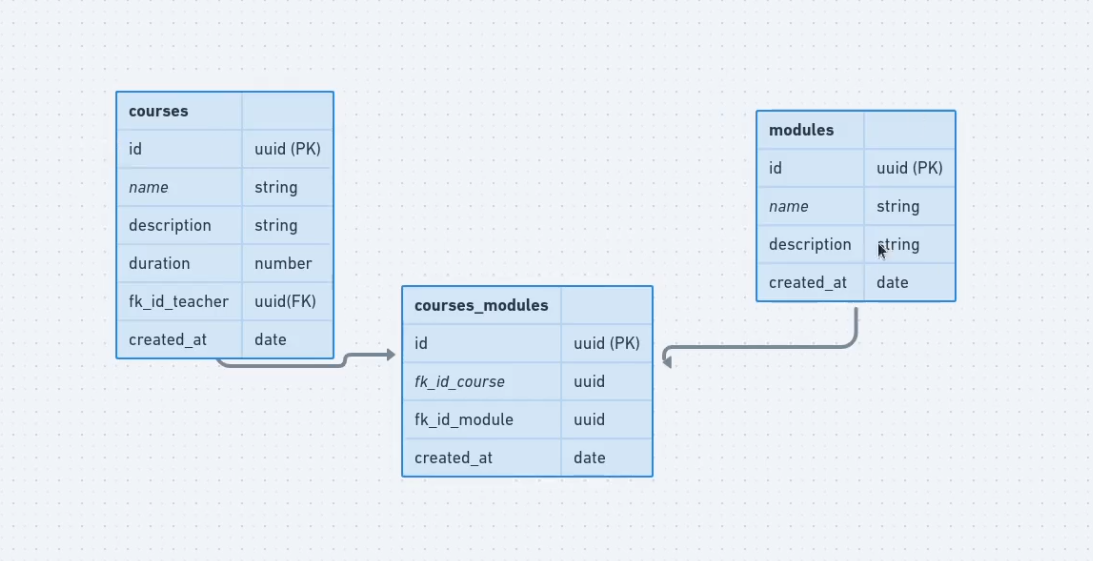 courses
id uuid (PK)
name string
description string
duration number
fk_id_teacher uuid(FK)
created_at date
courses_modules
id uuid (PK)
fk_id_course uuid
fk_id_module uuid
created_at date
modules
id uuid (PK)
name string
description string
created_at date